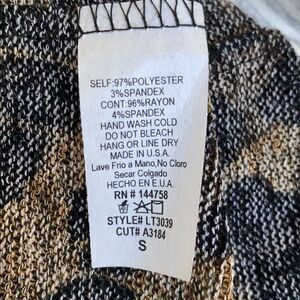 SELF:97%POLYESTER
3%SPANDEX
CONT:96%RAYON
4%SPANDEX
HAND WASH COLD
DO NOT BLEACH
HANG OR LINE DRY
MADE IN U.S.A.
Lave Frio a Mano,No Cloro
Secar Colgado
HECHO EN E.U.A.
RN # 144758
STYLE# LT3039
CUT# A3184
S